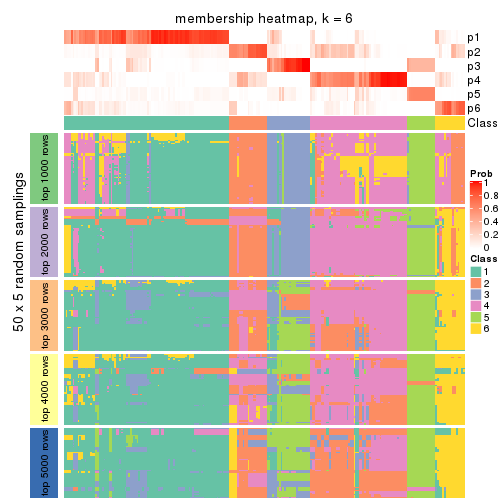 membership heatmap, k = 6
p1
p2
p3
p4
p5
p6
Class
50 x 5 random samplings
top 1000 rows
top 2000 rows
top 3000 rows
top 4000 rows
top 5000 rows
Prob
1
0.8
0.6
0.4
0.2
0
Class
1
2
3
4
5
6